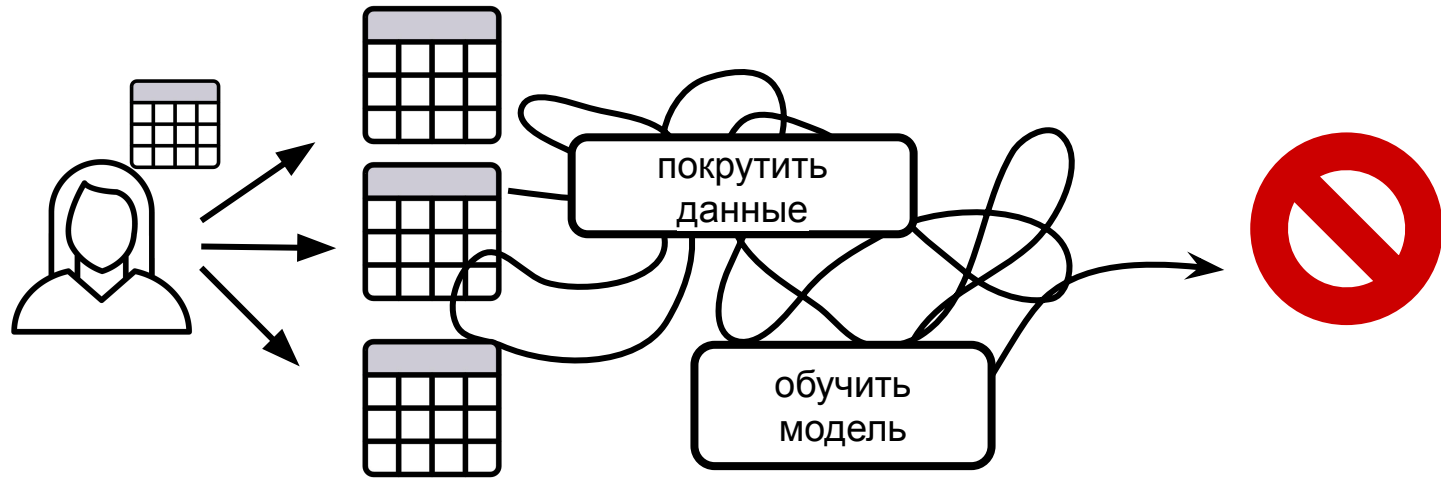 покрутить
данные
обучить
модель